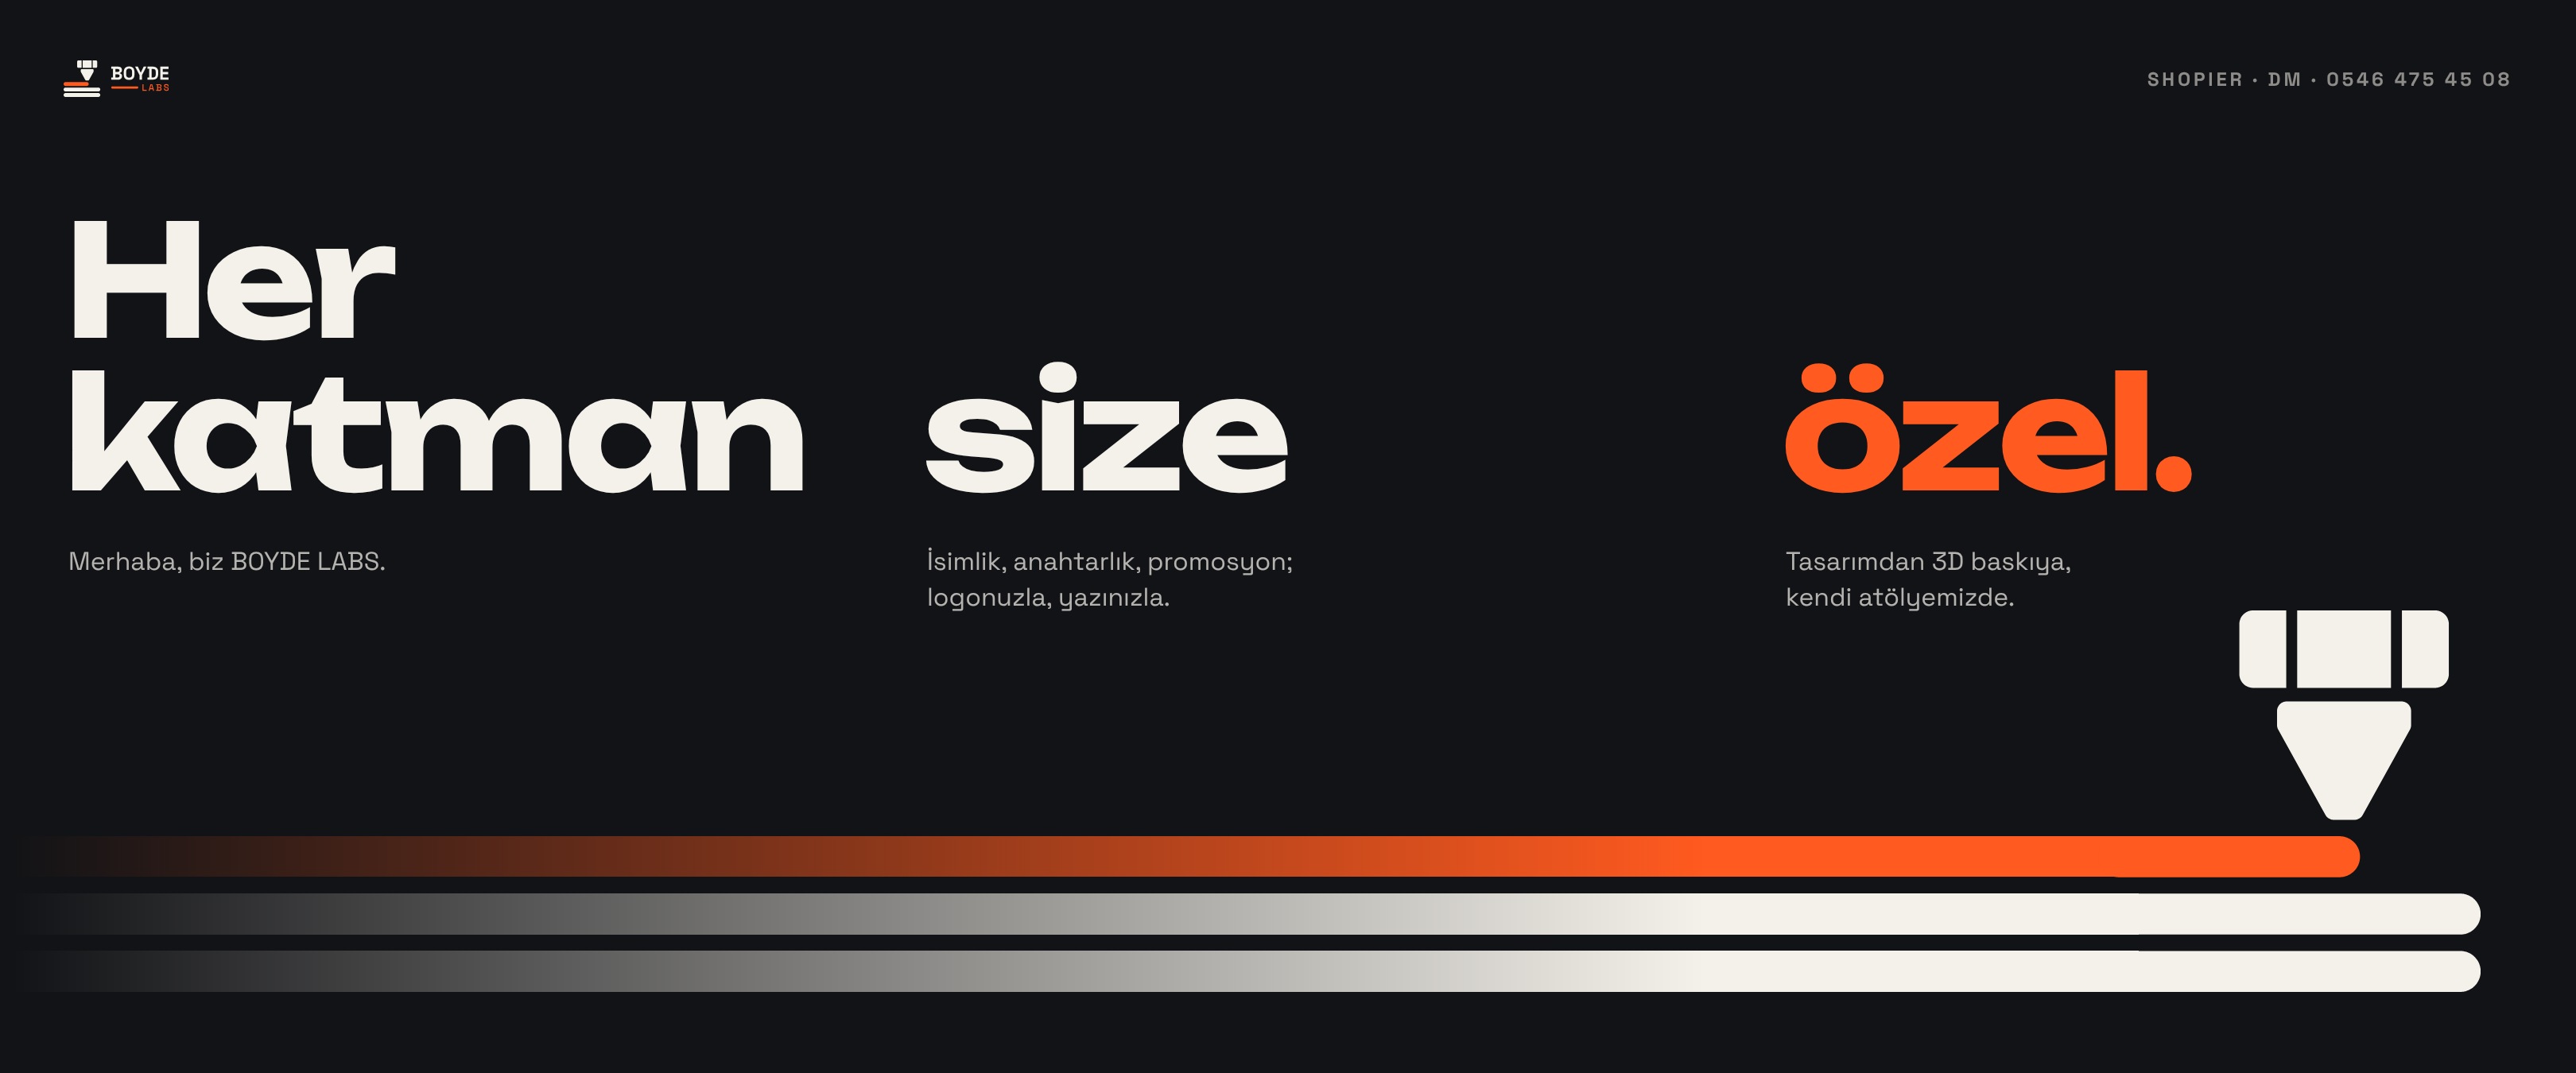 BOYDE
LABS
SHOPIER · DM · 0546 475 45 08
Her
katman size özel.
Merhaba, biz BOYDE LABS.
İsimlik, anahtarlık, promosyon;
logonuzla, yazınızla.
Tasarımdan 3D baskıya,
kendi atölyemizde.